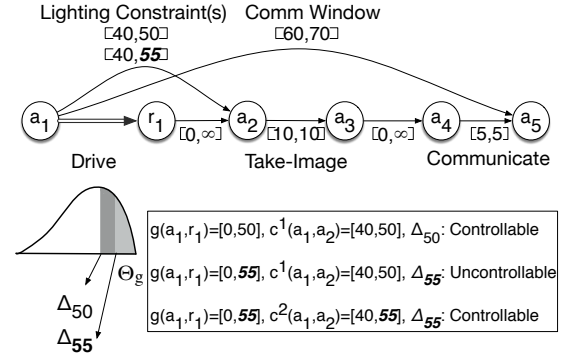 Lighting Constraint(s) Comm Window
[40,50] [60,70]
[40,55]
a1 r1 a2 a3 a4 a5
[0,∞] [10,10] [0,∞] [5,5]
Drive Take-Image Communicate
g(a1,r1)=[0,50], c1(a1,a2)=[40,50], Δ50: Controllable
Θg g(a1,r1)=[0,55], c1(a1,a2)=[40,50], Δ55: Uncontrollable
Δ50
Δ55 g(a1,r1)=[0,55], c2(a1,a2)=[40,55], Δ55: Controllable